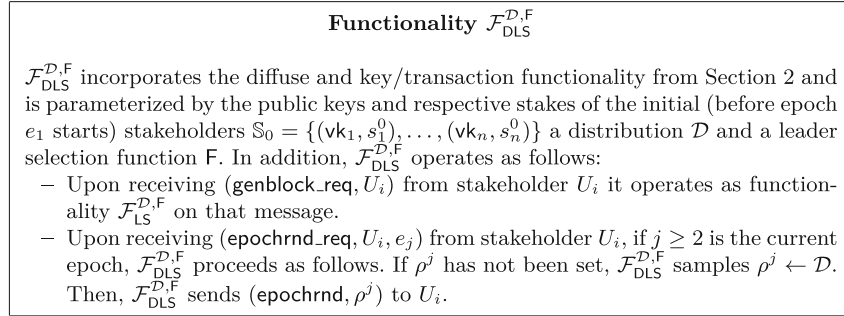 Functionality $\mathcal{F}_{\mathsf{DLS}}^{\mathcal{D},\mathsf{F}}$
$\mathcal{F}_{\mathsf{DLS}}^{\mathcal{D},\mathsf{F}}$ incorporates the diffuse and key/transaction functionality from Section 2 and
is parameterized by the public keys and respective stakes of the initial (before epoch
$e_1$ starts) stakeholders $\mathbb{S}_0 = \{(\mathsf{vk}_1, s_1^0), \ldots, (\mathsf{vk}_n, s_n^0)\}$ a distribution $\mathcal{D}$ and a leader
selection function $\mathsf{F}$. In addition, $\mathcal{F}_{\mathsf{DLS}}^{\mathcal{D},\mathsf{F}}$ operates as follows:
– Upon receiving (genblock_req, $U_i$) from stakeholder $U_i$ it operates as function-
ality $\mathcal{F}_{\mathsf{LS}}^{\mathcal{D},\mathsf{F}}$ on that message.
– Upon receiving (epochrnd_req, $U_i, e_j$) from stakeholder $U_i$, if $j \geq 2$ is the current
epoch, $\mathcal{F}_{\mathsf{DLS}}^{\mathcal{D},\mathsf{F}}$ proceeds as follows. If $\rho^j$ has not been set, $\mathcal{F}_{\mathsf{DLS}}^{\mathcal{D},\mathsf{F}}$ samples $\rho^j \leftarrow \mathcal{D}$.
Then, $\mathcal{F}_{\mathsf{DLS}}^{\mathcal{D},\mathsf{F}}$ sends (epochrnd, $\rho^j$) to $U_i$.